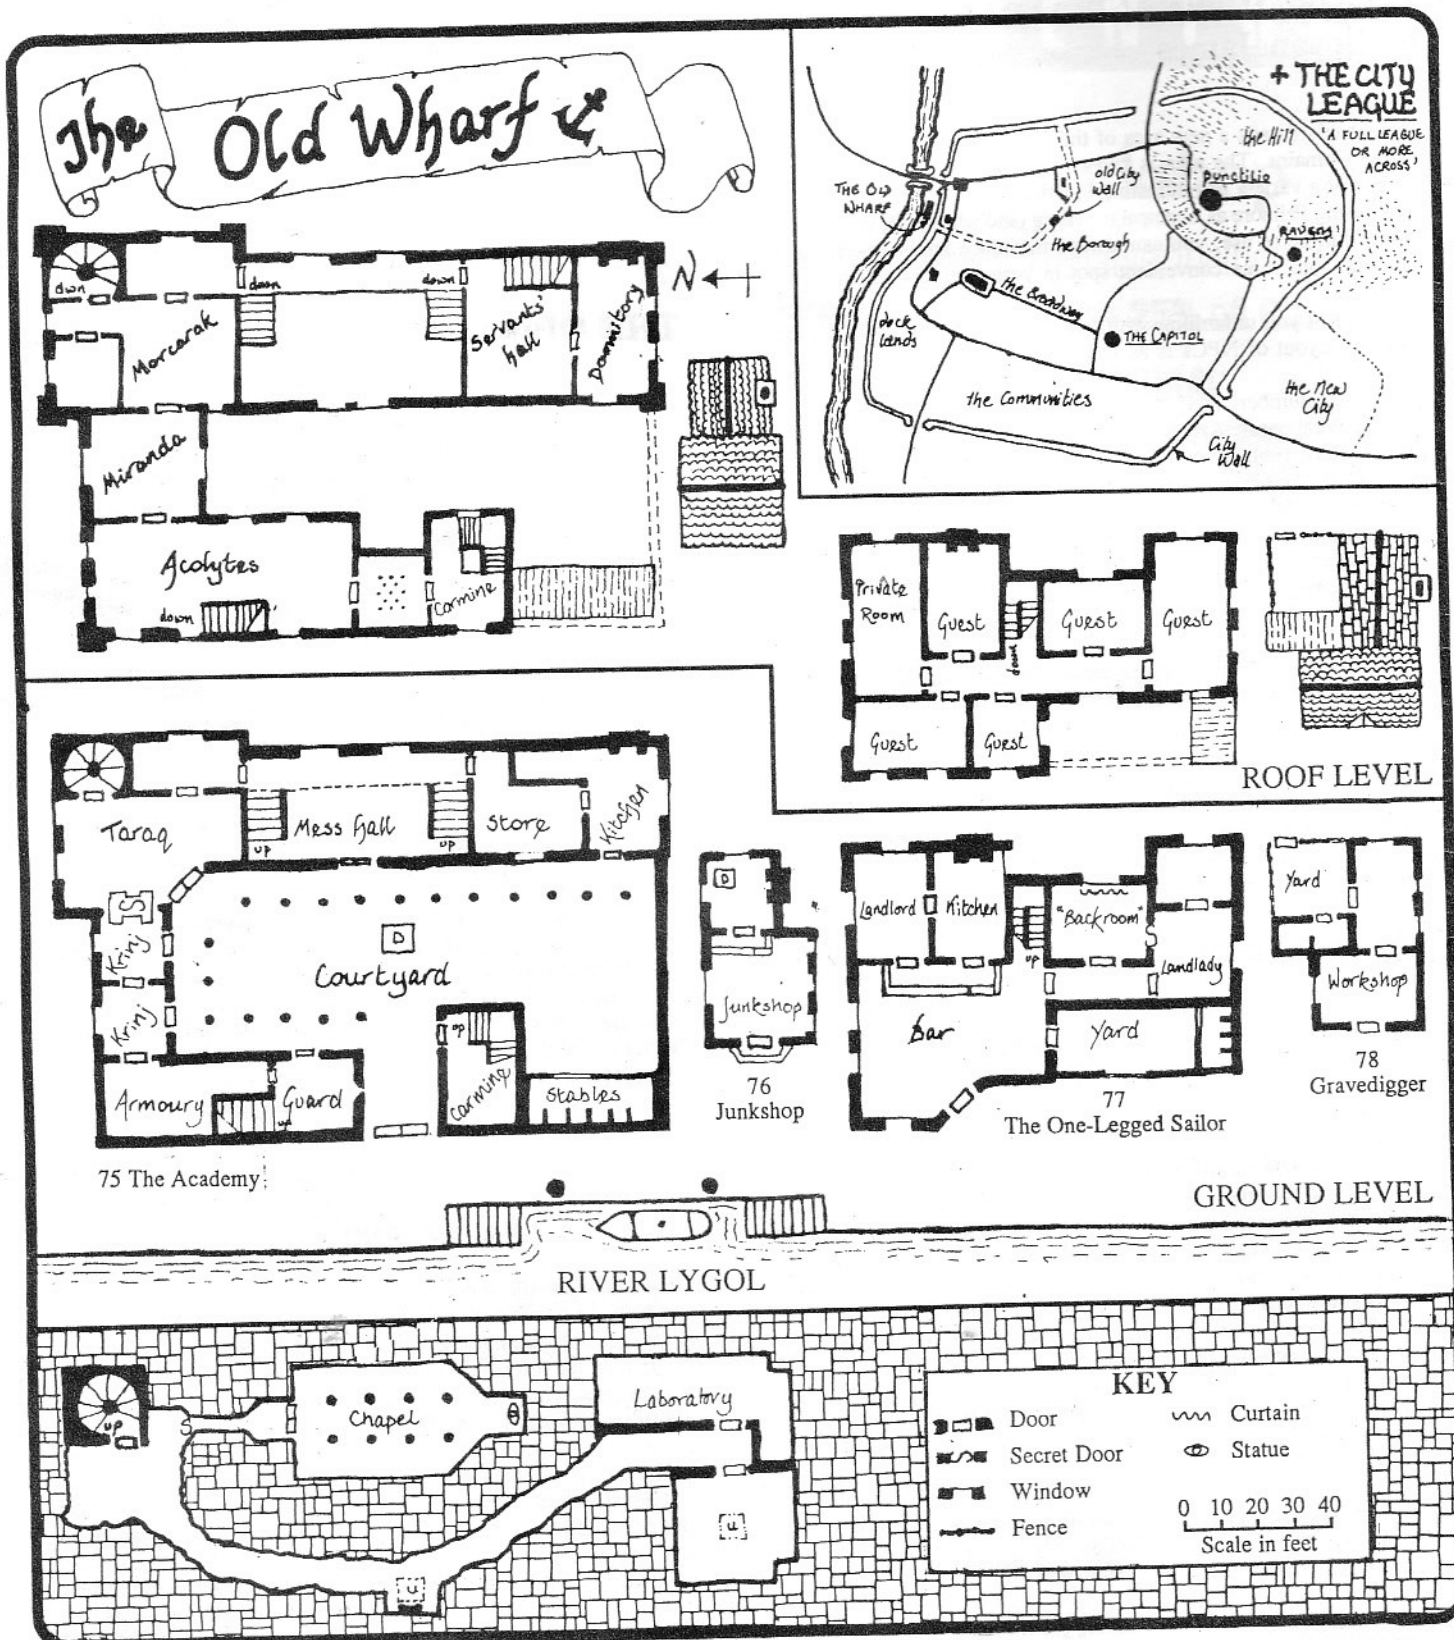 The Old Wharf
+ THE CITY
LEAGUE
'A FULL LEAGUE
OR MORE
ACROSS'
the Hill
Punctilio
RAVENS
Old City
Wall
THE OLD
WHARF
the Borough
the Broadway
dock
lands
THE CAPITOL
the Communities
the New
City
City
Wall
N
down
down
down
Morcarak
Servants'
hall
Dormitory
Miranda
Acolytes
down
Carmine
Private
Room
Guest
down
Guest
Guest
Guest
Guest
ROOF LEVEL
Taraq
up
Mess hall
up
Store
Kitchen
S
Krinj
Krinj
D
Courtyard
Armoury
up
Guard
up
Carmine
Stables
75 The Academy
D
Junkshop
76
Junkshop
Landlord
Kitchen
up
"Backroom"
S
Landlady
Bar
Yard
77
The One-Legged Sailor
Yard
Workshop
78
Gravedigger
GROUND LEVEL
RIVER LYGOL
up
S
Chapel
Laboratory
u
u
KEY
Door
Secret Door
Window
Fence
Curtain
Statue
0 10 20 30 40
Scale in feet